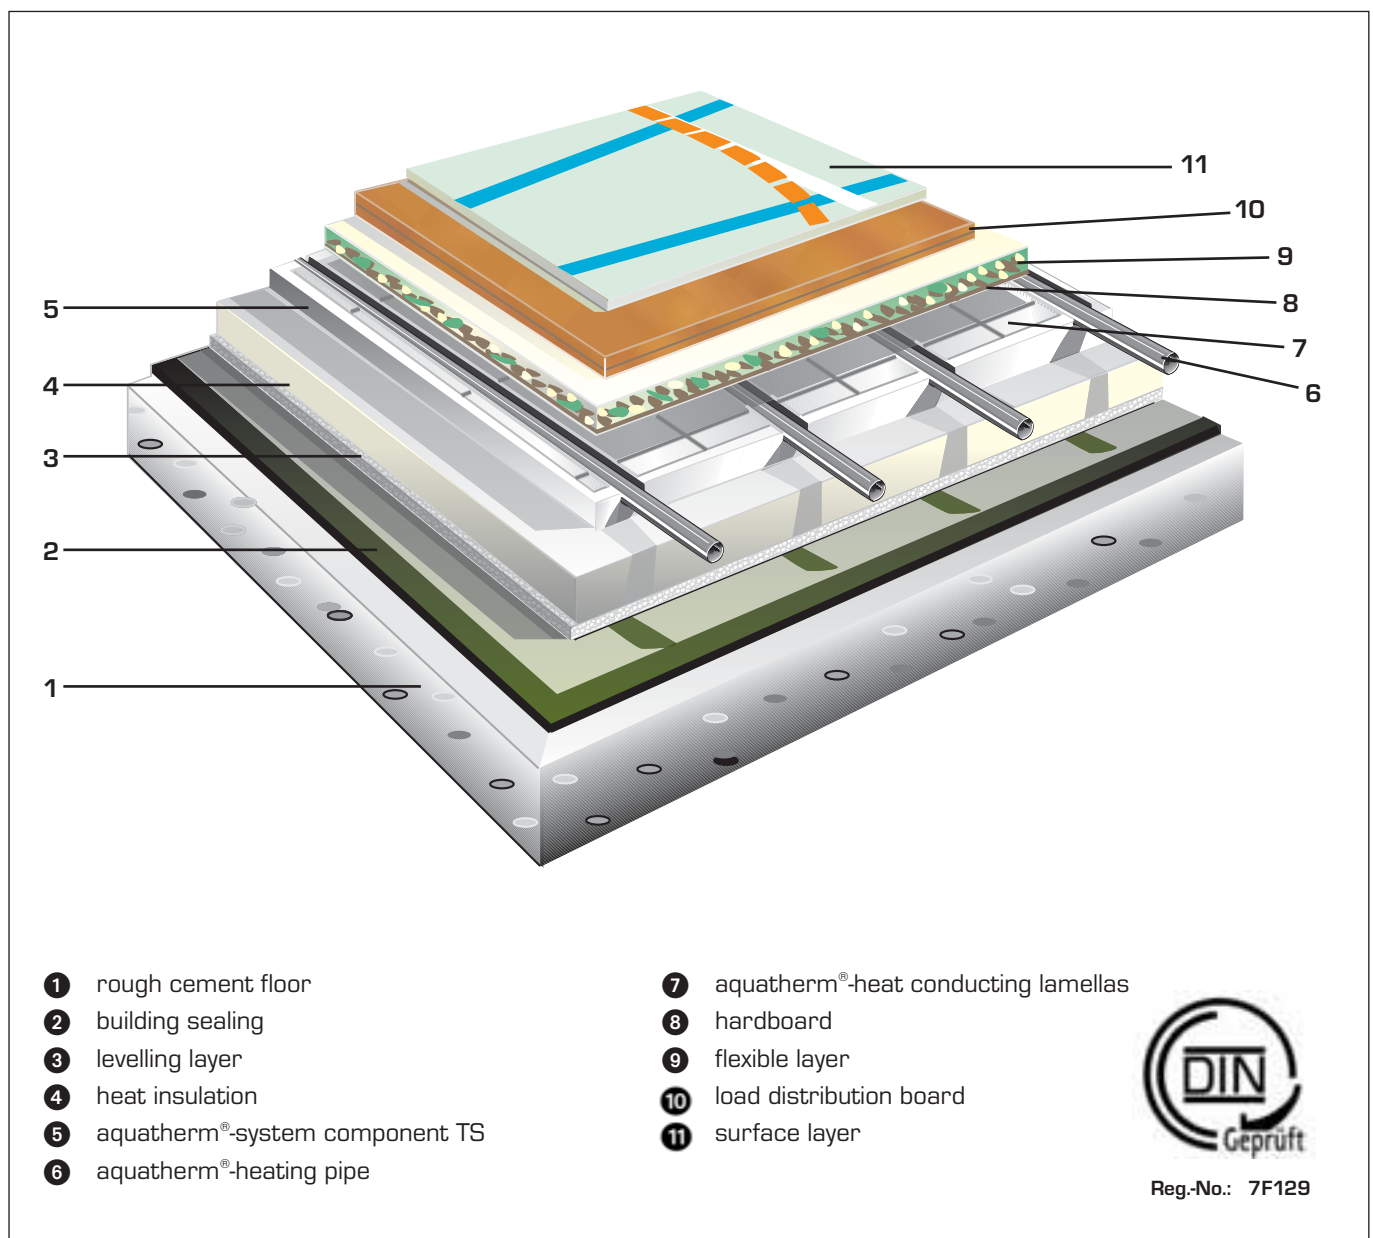 11
10
9
8
7
6
5
4
3
2
1
1 rough cement floor
2 building sealing
3 levelling layer
4 heat insulation
5 aquatherm®-system component TS
6 aquatherm®-heating pipe
7 aquatherm®-heat conducting lamellas
8 hardboard
9 flexible layer
10 load distribution board
11 surface layer
DIN
Geprüft
Reg.-No.: 7F129